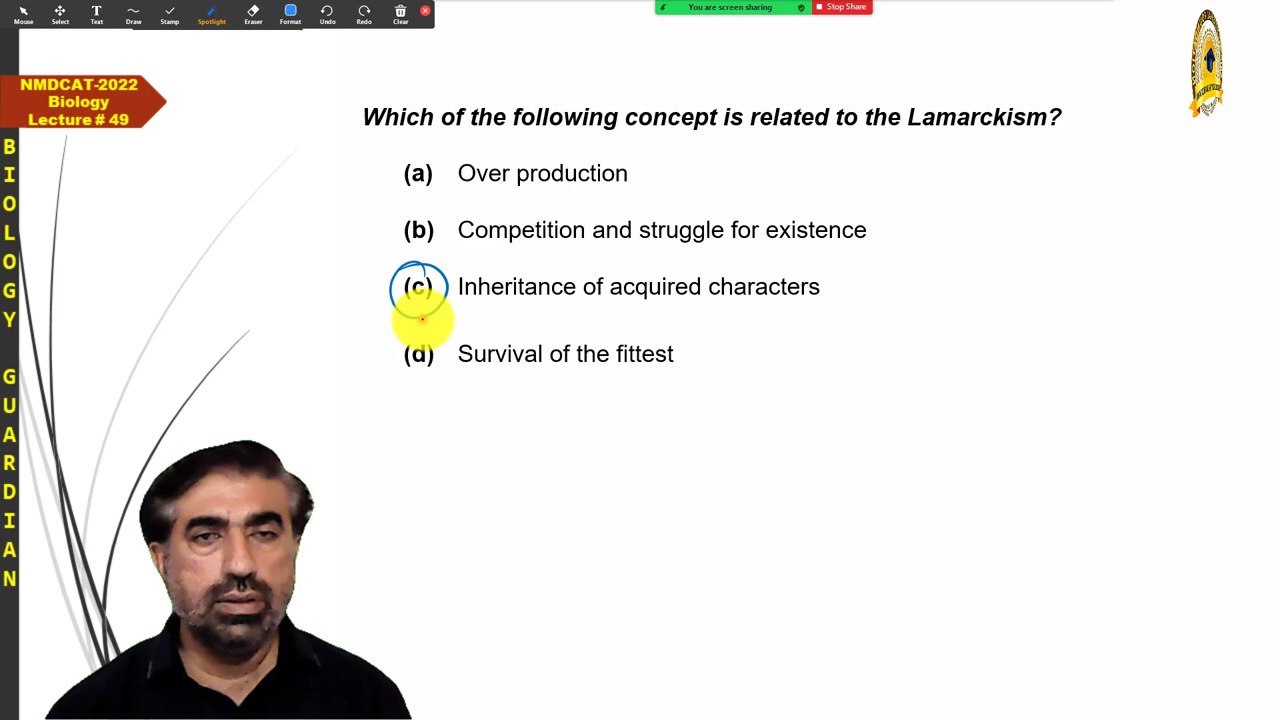 Mouse
Select
Text
Draw
Stamp
Spotlight
Eraser
Format
Undo
Redo
Clear
You are screen sharing
Stop Share
NMDCAT-2022
Biology
Lecture # 49
BIOLOGY GUARDIAN
Which of the following concept is related to the Lamarckism?
(a) Over production
(b) Competition and struggle for existence
(c) Inheritance of acquired characters
(d) Survival of the fittest